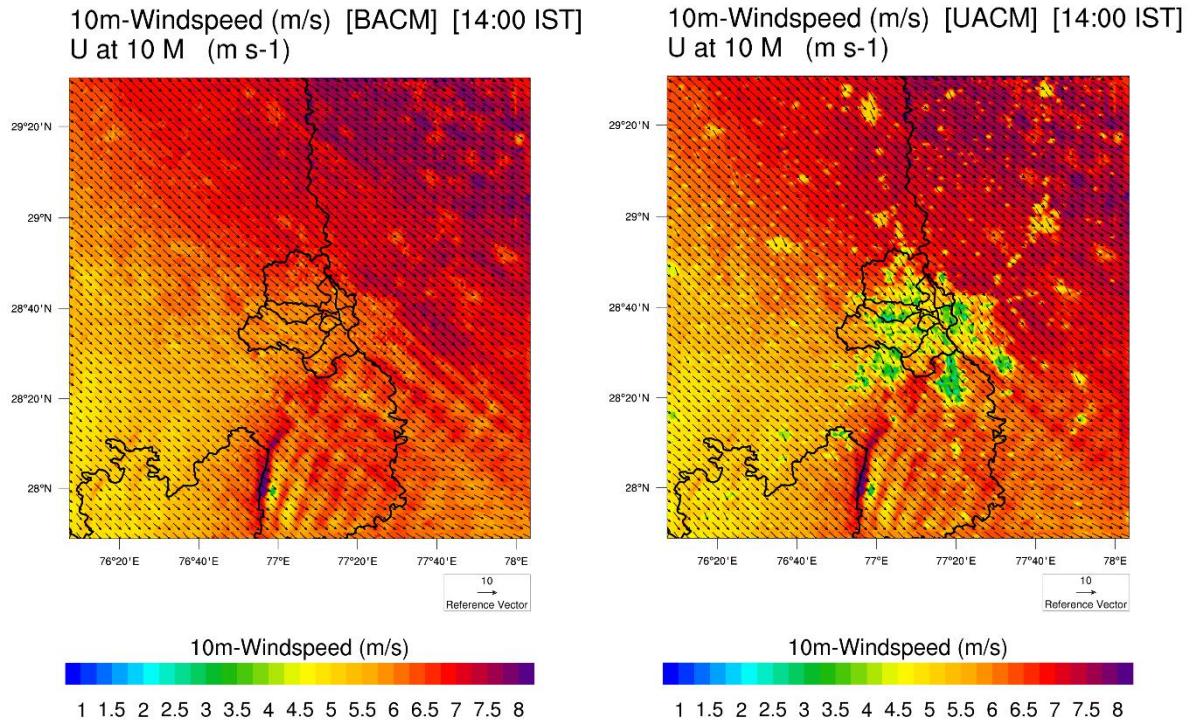 10m-Windspeed (m/s) [BACM] [14:00 IST]
U at 10 M (m s-1)
29°20'N
29°N
28°40'N
28°20'N
28°N
76°20'E 76°40'E 77°E 77°20'E 77°40'E 78°E
10
Reference Vector
10m-Windspeed (m/s)
1 1.5 2 2.5 3 3.5 4 4.5 5 5.5 6 6.5 7 7.5 8
10m-Windspeed (m/s) [UACM] [14:00 IST]
U at 10 M (m s-1)
29°20'N
29°N
28°40'N
28°20'N
28°N
76°20'E 76°40'E 77°E 77°20'E 77°40'E 78°E
10
Reference Vector
10m-Windspeed (m/s)
1 1.5 2 2.5 3 3.5 4 4.5 5 5.5 6 6.5 7 7.5 8